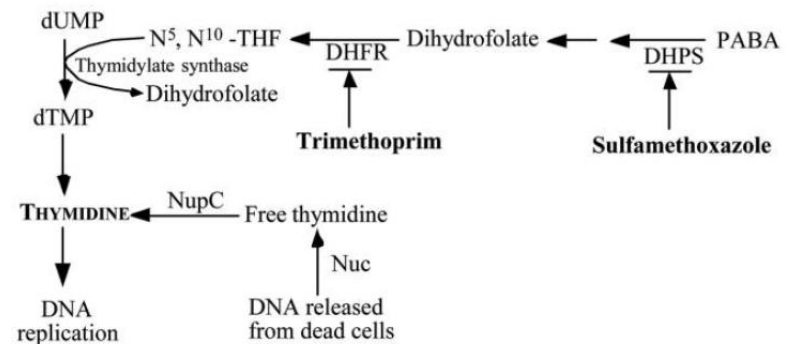 dUMP
N⁵, N¹⁰ -THF
DHFR
Dihydrofolate
DHPS
PABA
Thymidylate synthase
Dihydrofolate
dTMP
Trimethoprim
Sulfamethoxazole
THYMIDINE
NupC
Free thymidine
Nuc
DNA
replication
DNA released
from dead cells